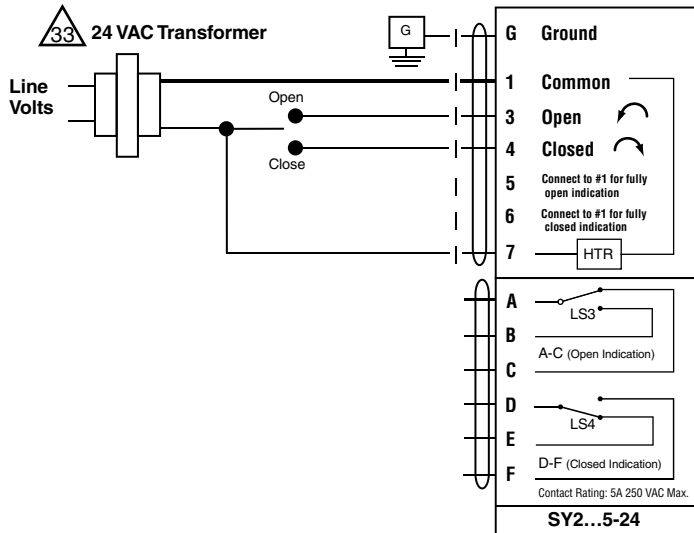 33 24 VAC Transformer
Line
Volts
Open
Close
G
G Ground
1 Common
3 Open
4 Closed
5 Connect to #1 for fully
open indication
6 Connect to #1 for fully
closed indication
7 HTR
A
LS3
B
A-C (Open Indication)
C
D
LS4
E
D-F (Closed Indication)
F
Contact Rating: 5A 250 VAC Max.
SY2...5-24